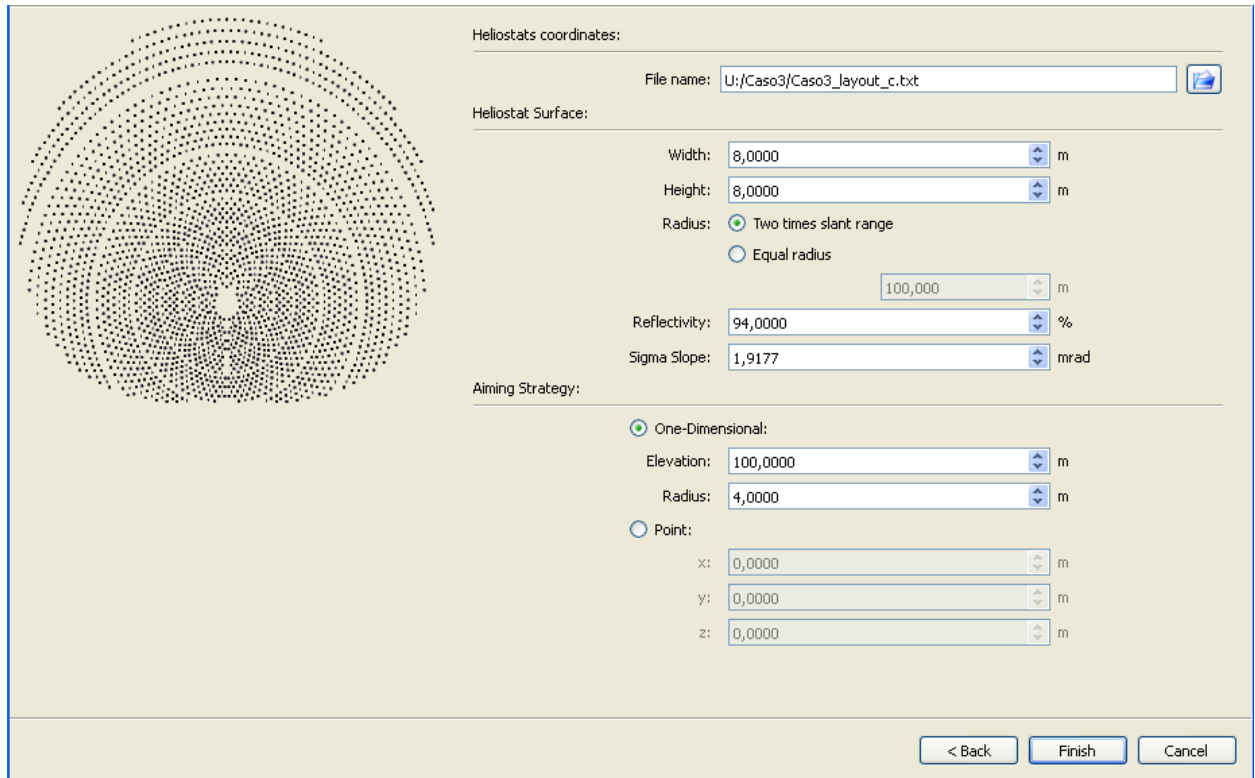 Heliostats coordinates:
File name: U:/Caso3/Caso3_layout_c.txt
Heliostat Surface:
Width: 8,0000 m
Height: 8,0000 m
Radius: Two times slant range
Equal radius
100,000 m
Reflectivity: 94,0000 %
Sigma Slope: 1,9177 mrad
Aiming Strategy:
One-Dimensional:
Elevation: 100,0000 m
Radius: 4,0000 m
Point:
x: 0,0000 m
y: 0,0000 m
z: 0,0000 m
< Back Finish Cancel